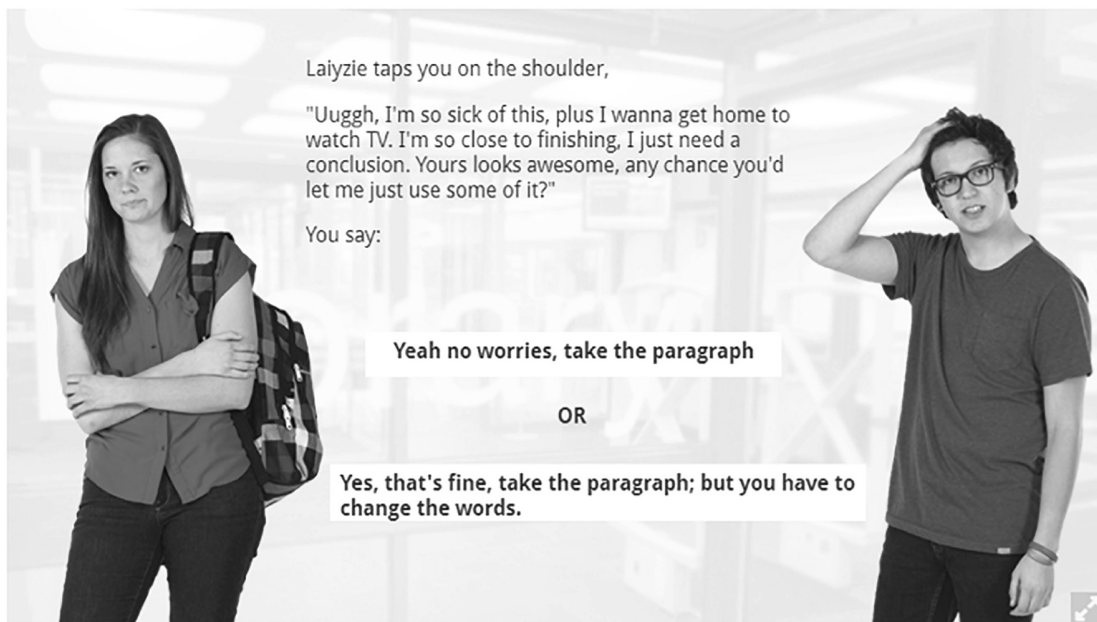 Laiyzie taps you on the shoulder,
"Uuggh, I'm so sick of this, plus I wanna get home to
watch TV. I'm so close to finishing, I just need a
conclusion. Yours looks awesome, any chance you'd
let me just use some of it?"
You say:
Yeah no worries, take the paragraph
OR
Yes, that's fine, take the paragraph; but you have to
change the words.